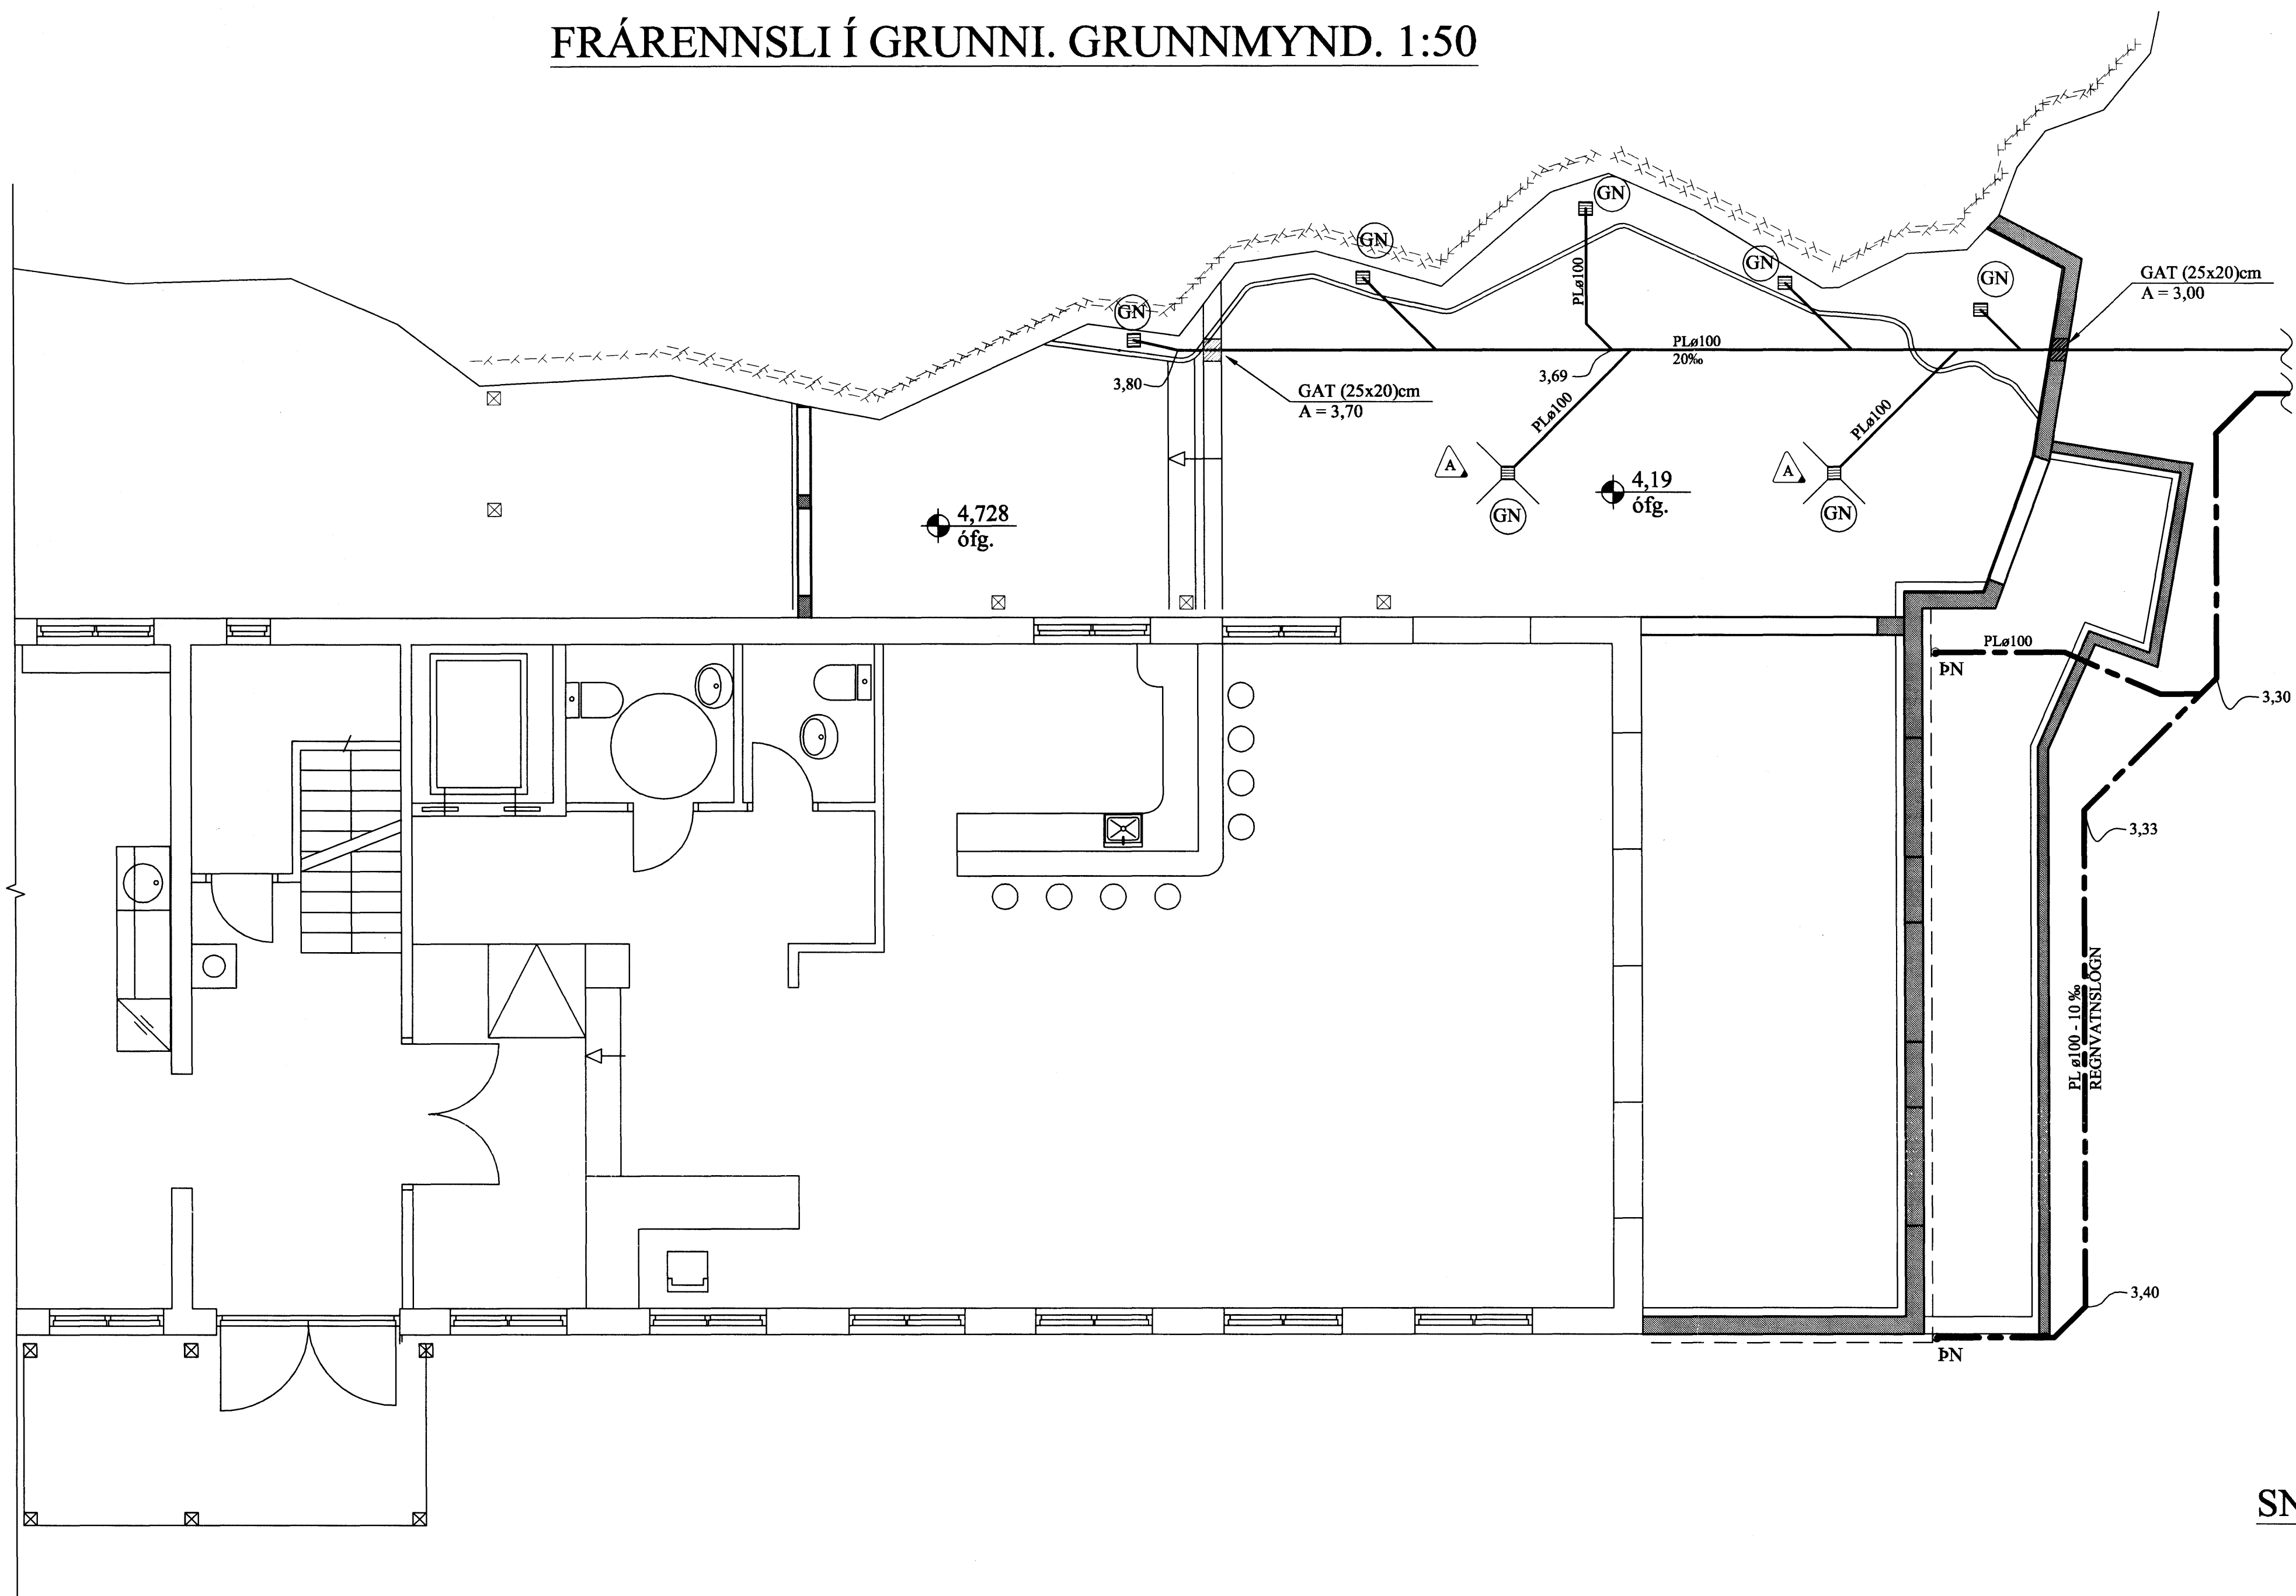 FRÁRENNSLI Í GRUNNI. GRUNNMYND. 1:50
GN
GN
GN
GN
GN
GAT (25x20)cm
A = 3,00
PLø100
PLø100
20‰
3,80
3,69
GAT (25x20)cm
A = 3,70
PLø100
PLø100
A
A
GN
GN
4,19
ófg.
4,728
ófg.
PLø100
ÞN
3,30
3,33
PL ø100 - 10 ‰
REGNVATNSLÖGN
3,40
ÞN
SN